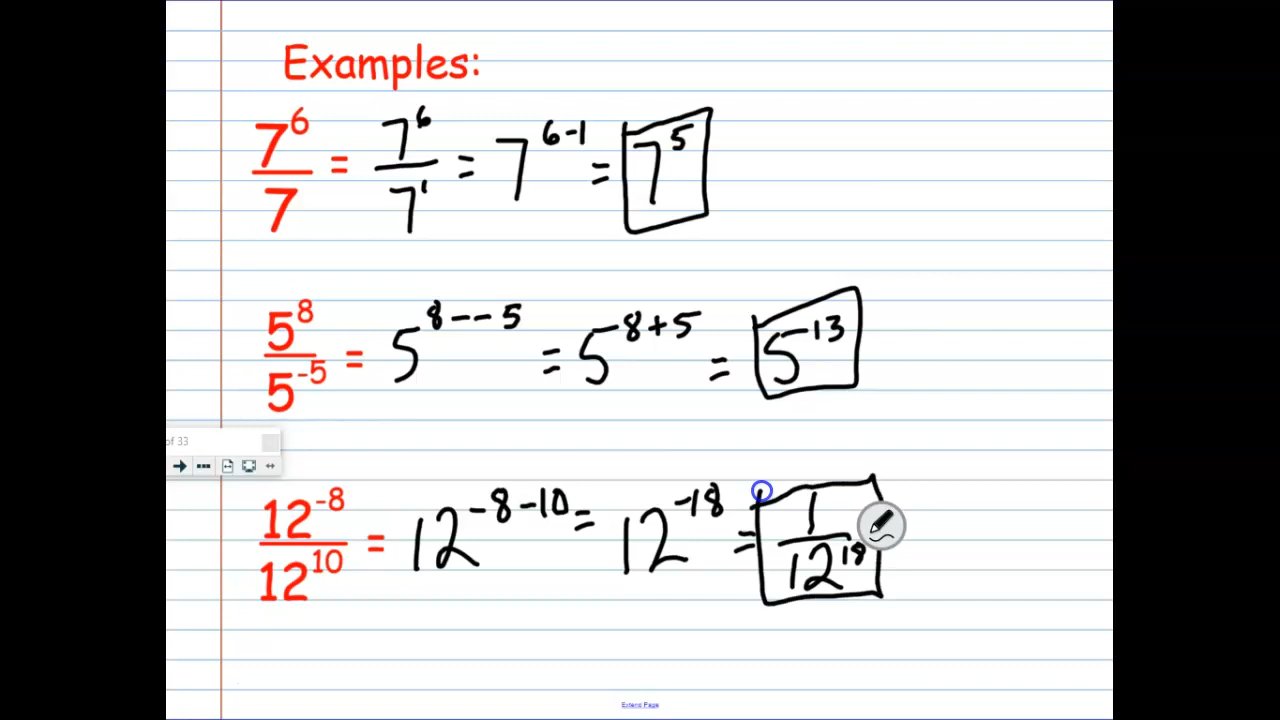 Examples:
7^6/7 = 7^6/7^1 = 7^(6-1) = 7^5
5^8/5^-5 = 5^(8--5) = 5^(8+5) = 5^13
of 33
12^-8/12^10 = 12^(-8-10) = 12^-18 = 1/12^18
Extend Page